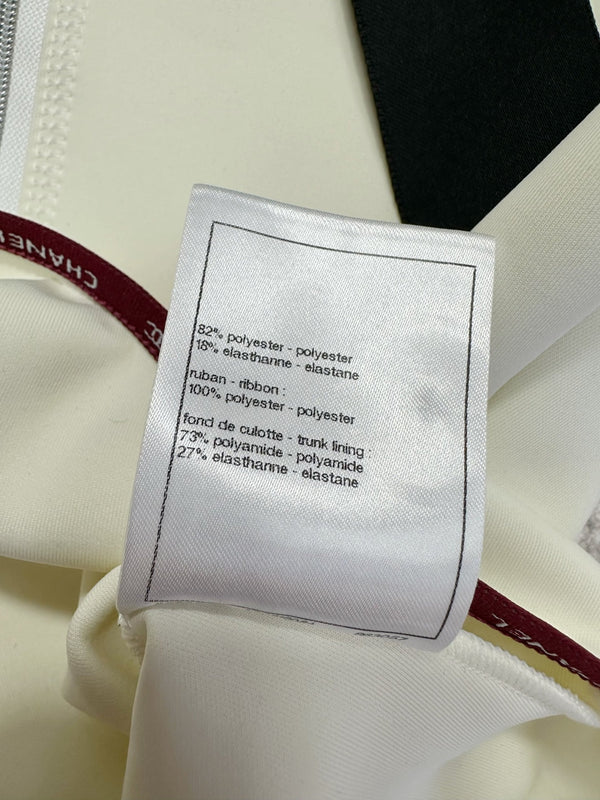 CHANEL
82% polyester - polyester
18% elasthanne - elastane
ruban - ribbon :
100% polyester - polyester
fond de culotte - trunk lining :
73% polyamide - polyamide
27% elasthanne - elastane